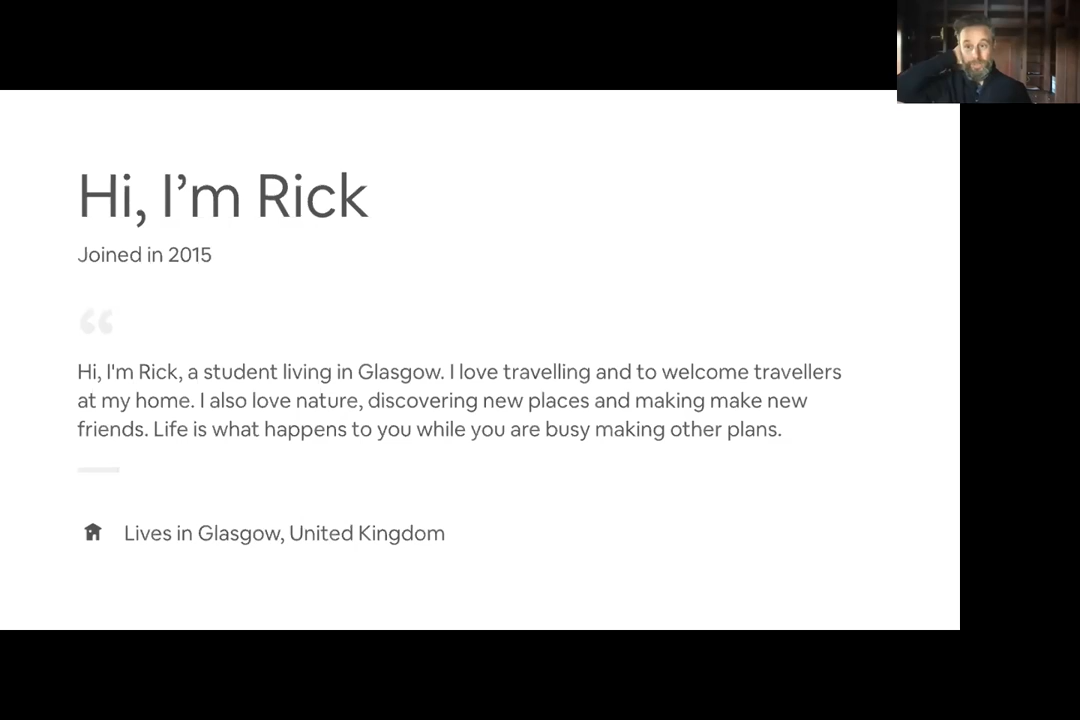 Hi, I’m Rick
Joined in 2015
“
Hi, I'm Rick, a student living in Glasgow. I love travelling and to welcome travellers
at my home. I also love nature, discovering new places and making make new
friends. Life is what happens to you while you are busy making other plans.
Lives in Glasgow, United Kingdom